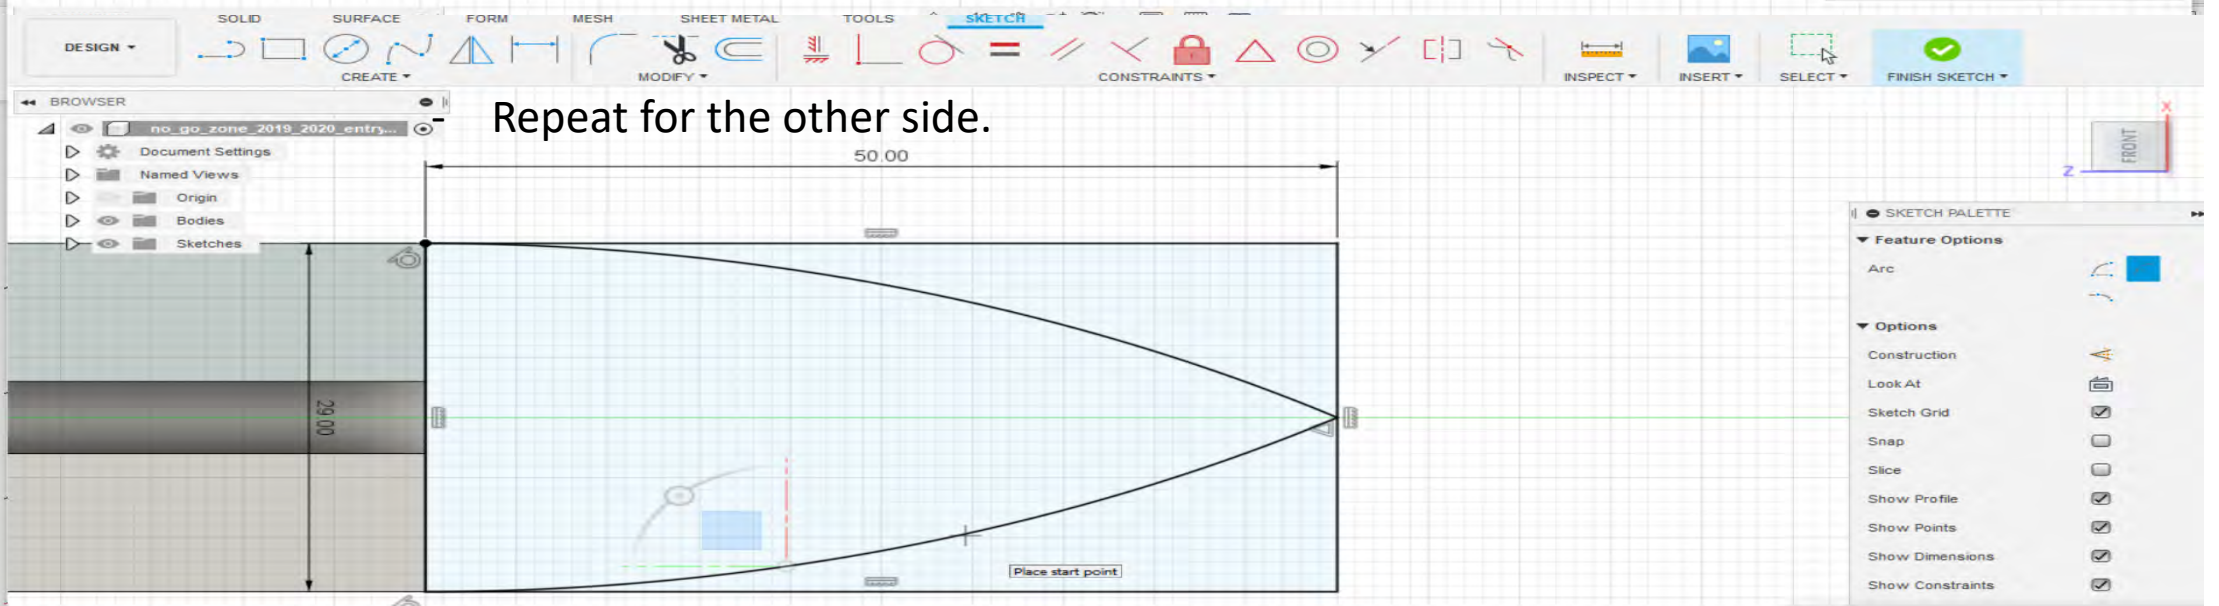 SOLID SURFACE FORM MESH SHEET METAL TOOLS SKETCH
DESIGN
CREATE MODIFY CONSTRAINTS INSPECT INSERT SELECT FINISH SKETCH
BROWSER
- Repeat for the other side.
no_go_zone_2019_2020_entry...
Document Settings
Named Views
Origin
Bodies
Sketches
50.00
29.00
Place start point
X
FRONT
Z
SKETCH PALETTE
Feature Options
Arc
Options
Construction
Look At
Sketch Grid
Snap
Slice
Show Profile
Show Points
Show Dimensions
Show Constraints